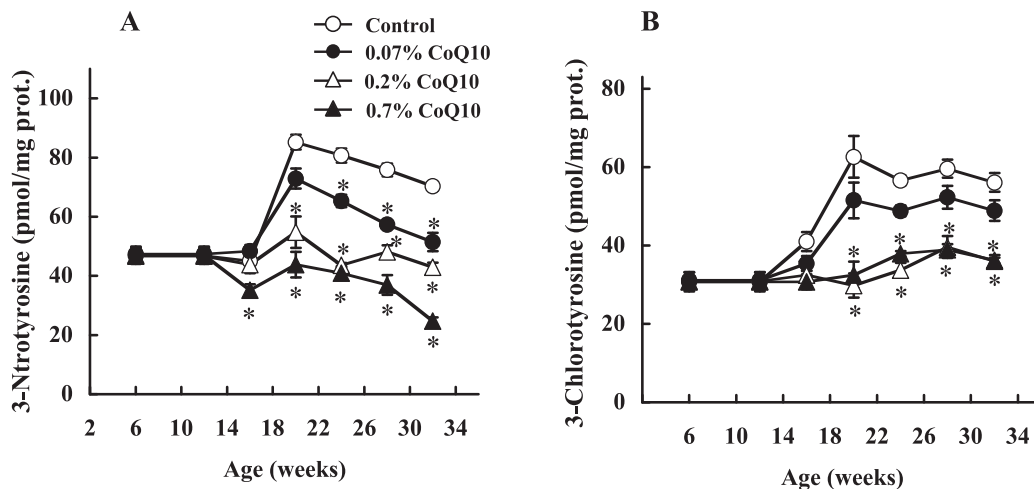 A
Control
0.07% CoQ10
0.2% CoQ10
0.7% CoQ10
3-Ntrotyrosine (pmol/mg prot.)
100
80
60
40
20
0
* * * *
* * * *
* * * * *
2 6 10 14 18 22 26 30 34
Age (weeks)
B
3-Chlorotyrosine (pmol/mg prot.)
80
60
40
20
0
* * * *
* * * *
6 10 14 18 22 26 30 34
Age (weeks)